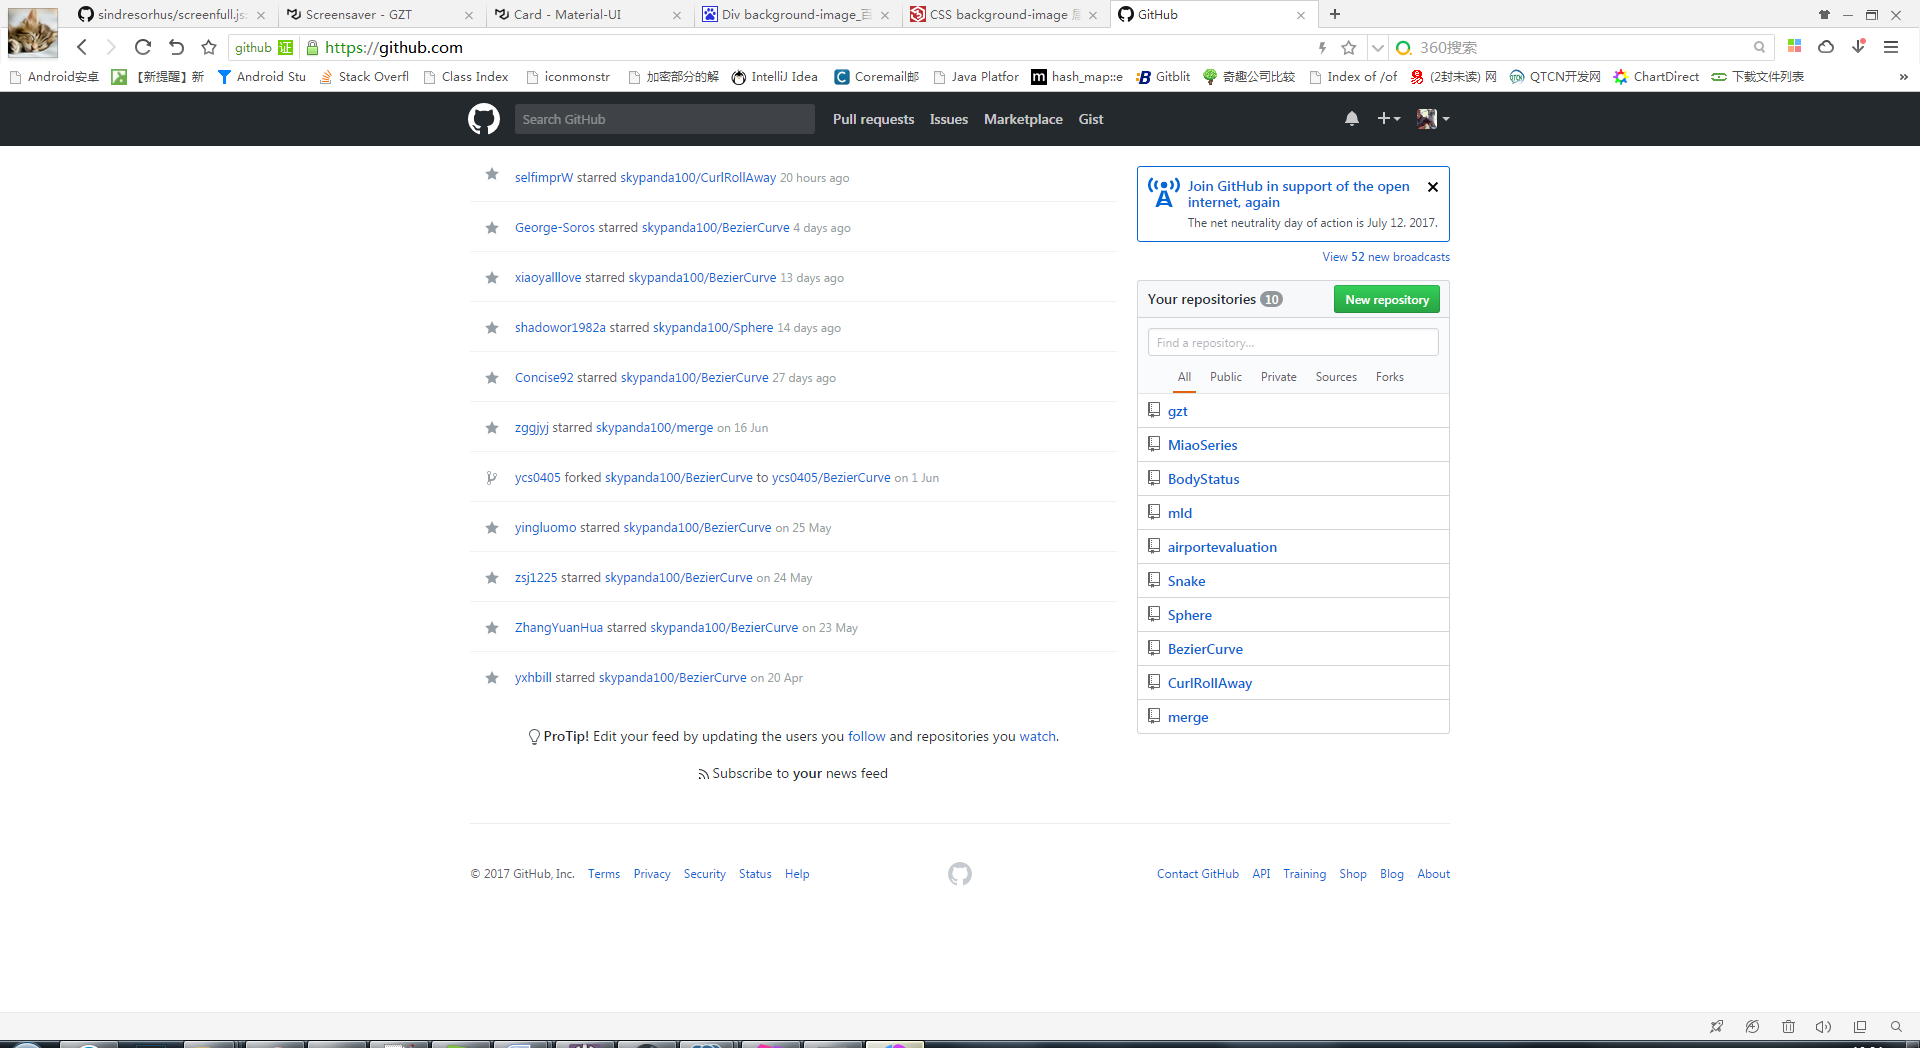 sindresorhus/screenfull.js:
Screensaver - GZT
Card - Material-UI
Div background-image_百
CSS background-image 属
GitHub
github 证 https://github.com
360搜索
Android安卓 【新提醒】新 Android Stu Stack Overfl Class Index iconmonstr 加密部分的解 IntelliJ Idea Coremail邮 Java Platfor hash_map::e Gitblit 奇趣公司比较 Index of /of (2封未读) 网 QTCN开发网 ChartDirect 下载文件列表 »
Search GitHub Pull requests Issues Marketplace Gist
selfimprW starred skypanda100/CurlRollAway 20 hours ago
George-Soros starred skypanda100/BezierCurve 4 days ago
xiaoyalllove starred skypanda100/BezierCurve 13 days ago
shadowor1982a starred skypanda100/Sphere 14 days ago
Concise92 starred skypanda100/BezierCurve 27 days ago
zggjyj starred skypanda100/merge on 16 Jun
ycs0405 forked skypanda100/BezierCurve to ycs0405/BezierCurve on 1 Jun
yingluomo starred skypanda100/BezierCurve on 25 May
zsj1225 starred skypanda100/BezierCurve on 24 May
ZhangYuanHua starred skypanda100/BezierCurve on 23 May
yxhbill starred skypanda100/BezierCurve on 20 Apr
ProTip! Edit your feed by updating the users you follow and repositories you watch.
Subscribe to your news feed
Join GitHub in support of the open
internet, again
The net neutrality day of action is July 12, 2017.
View 52 new broadcasts
Your repositories 10 New repository
Find a repository...
All Public Private Sources Forks
gzt
MiaoSeries
BodyStatus
mld
airportevaluation
Snake
Sphere
BezierCurve
CurlRollAway
merge
© 2017 GitHub, Inc. Terms Privacy Security Status Help
Contact GitHub API Training Shop Blog About